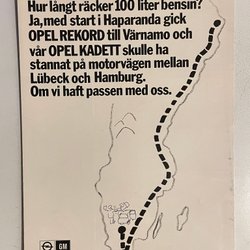 Hur långt räcker 100 liter bensin?
Ja, med start i Haparanda gick
OPEL REKORD till Värnamo och
vår OPEL KADETT skulle ha
stannat på motorvägen mellan
Lübeck och Hamburg.
Om vi haft passen med oss.
GM